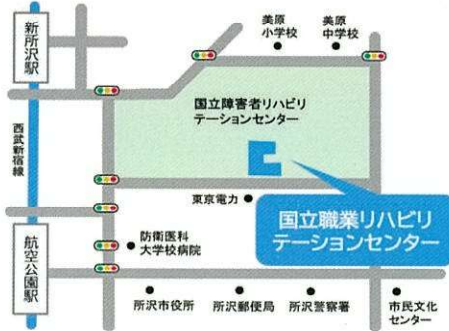 美原
小学校
美原
中学校
新所沢駅
国立障害者リハビリ
テーションセンター
西武新宿線
東京電力
国立職業リハビリ
テーションセンター
防衛医科
大学校病院
航空公園駅
所沢市役所
所沢郵便局
所沢警察署
市民文化
センター